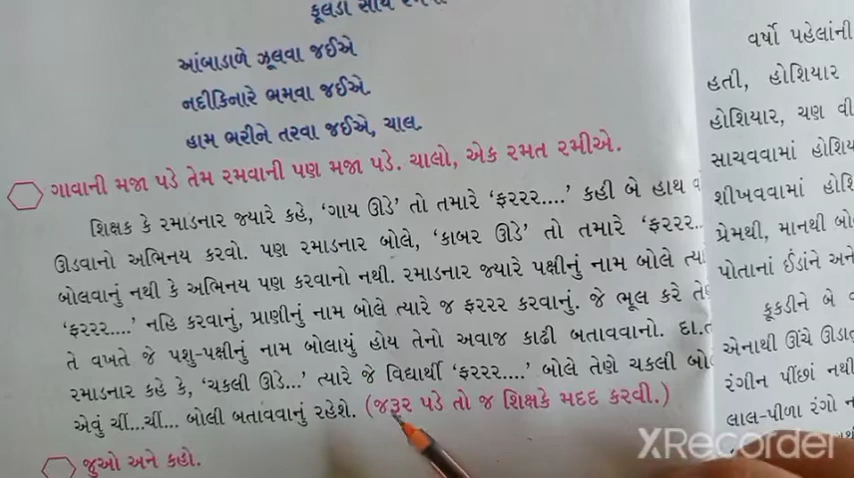 ફૂલડાં સાથ
આંબાડાળે ઝૂલવા જઈએ
નદીકિનારે ભમવા જઈએ.
હામ ભરીને તરવા જઈએ, ચાલ.
ગાવાની મજા પડે તેમ રમવાની પણ મજા પડે. ચાલો, એક રમત રમીએ.
શિક્ષક કે રમાડનાર જ્યારે કહે, ‘ગાય ઊડે’ તો તમારે ‘ફરરર....’ કહી બે હાથ
ઊડવાનો અભિનય કરવો. પણ રમાડનાર બોલે, ‘કાબર ઊડે’ તો તમારે ‘ફરરર..
બોલવાનું નથી કે અભિનય પણ કરવાનો નથી. રમાડનાર જ્યારે પક્ષીનું નામ બોલે
‘ફરરર....’ નહિ કરવાનું, પ્રાણીનું નામ બોલે ત્યારે જ ફરરર કરવાનું. જે ભૂલ કરે
તે વખતે જે પશુ-પક્ષીનું નામ બોલાયું હોય તેનો અવાજ કાઢી બતાવવાનો. દા.ત
રમાડનાર કહે કે, ‘ચકલી ઊડે...’ ત્યારે જે વિદ્યાર્થી ‘ફરરર....’ બોલે તેણે ચકલી
એવું ચીં...ચીં... બોલી બતાવવાનું રહેશે. (જરૂર પડે તો જ શિક્ષકે મદદ કરવી.)
જુઓ અને કહો.
વર્ષો પહેલાંની
હતી, હોશિયાર
હોશિયાર, ચણ
સાચવવામાં
શીખવવામાં
પ્રેમથી, માનથી
પોતાનાં ઈંડાંને અને
કૂકડીને બે
એનાથી ઊંચે
રંગીન પીંછાં નથી
લાલ-પીળા રંગો
XRecorder